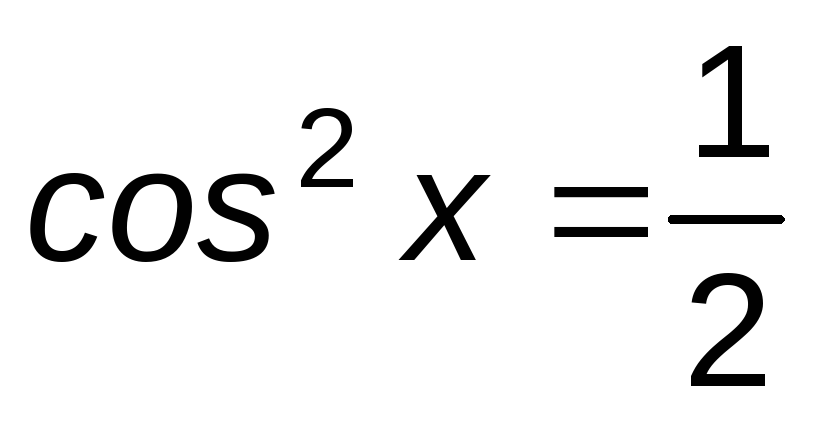 cos² x = 1/2